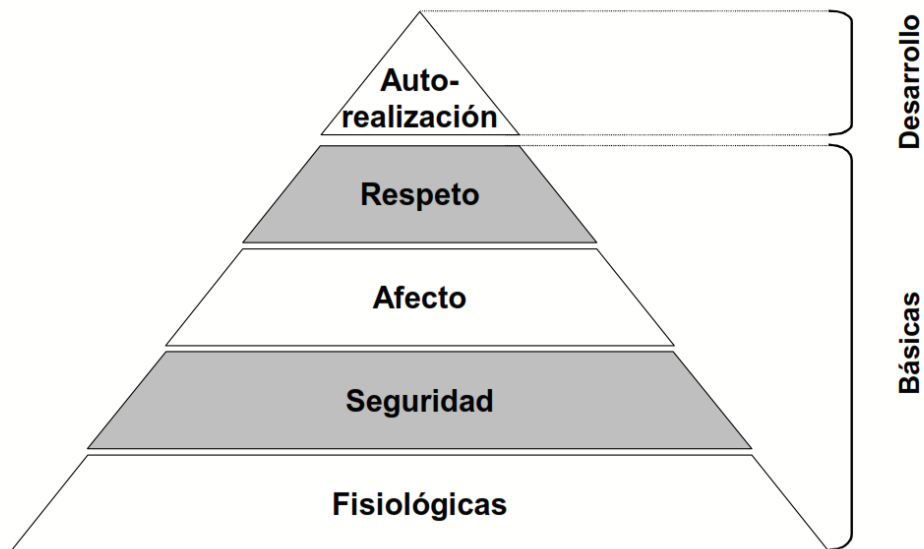 Auto-
realización
Desarrollo
Respeto
Afecto
Básicas
Seguridad
Fisiológicas